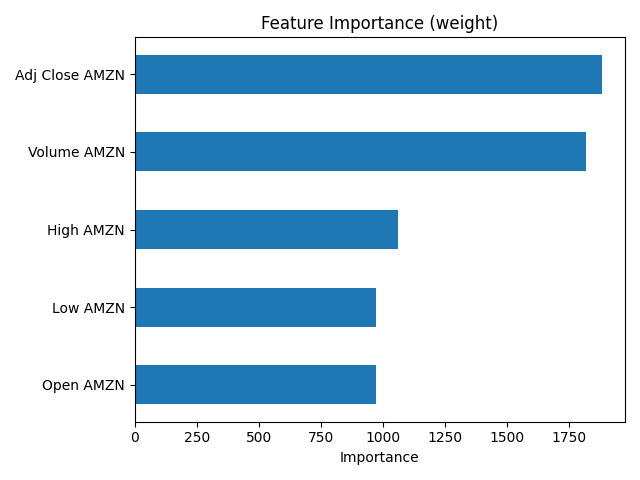 Feature Importance (weight)
Adj Close AMZN
Volume AMZN
High AMZN
Low AMZN
Open AMZN
0 250 500 750 1000 1250 1500 1750
Importance